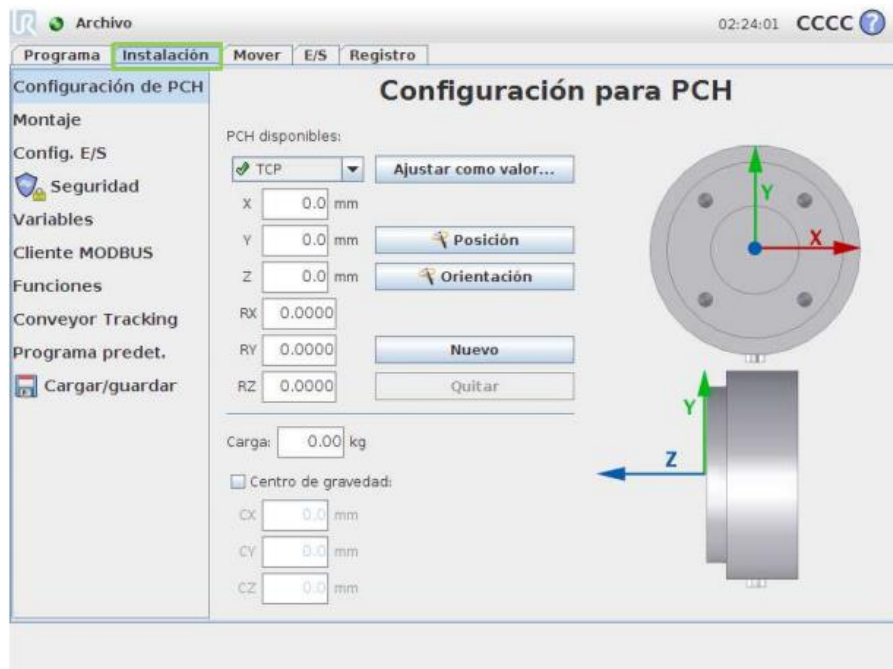 Archivo 02:24:01 CCCC ?
Programa Instalación Mover E/S Registro
Configuración de PCH
Montaje
Config. E/S
Seguridad
Variables
Cliente MODBUS
Funciones
Conveyor Tracking
Programa predet.
Cargar/guardar
Configuración para PCH
PCH disponibles:
TCP Ajustar como valor...
X 0.0 mm
Y 0.0 mm Posición
Z 0.0 mm Orientación
RX 0.0000
RY 0.0000 Nuevo
RZ 0.0000 Quitar
Carga: 0.00 kg
Centro de gravedad:
CX 0.0 mm
CY 0.0 mm
CZ 0.0 mm
Y
X
Y
Z